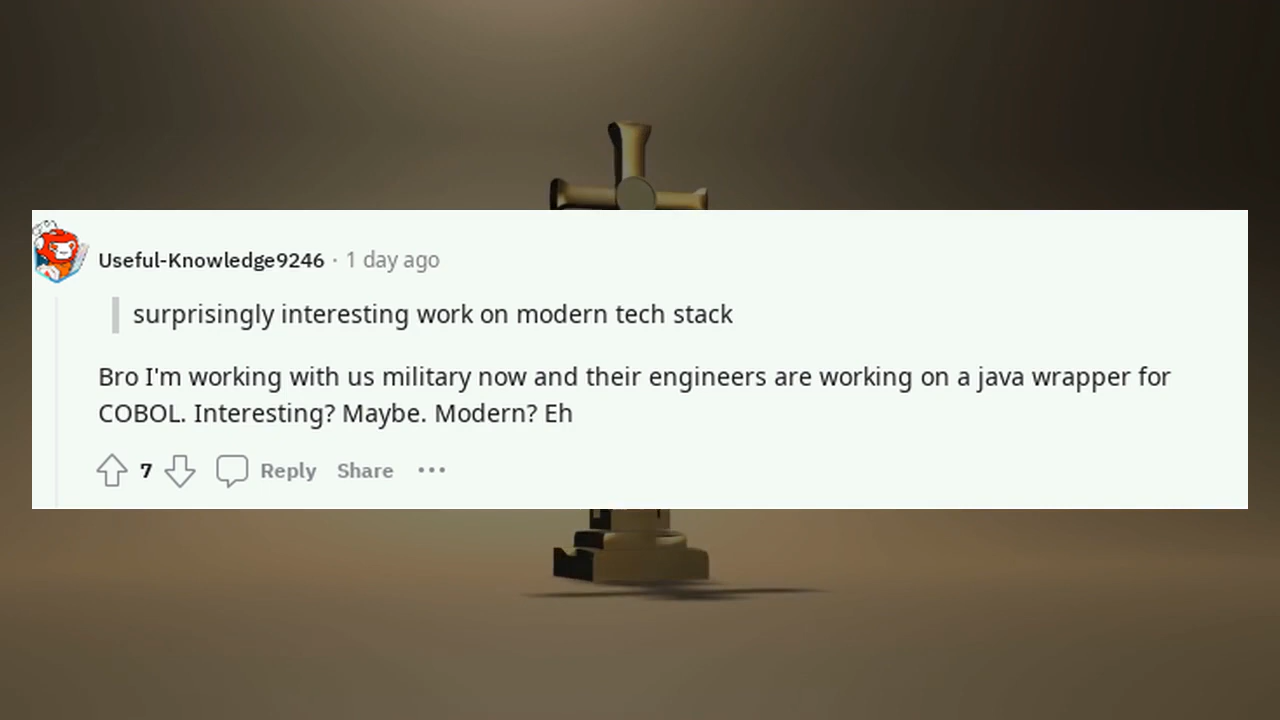 Useful-Knowledge9246 · 1 day ago
surprisingly interesting work on modern tech stack
Bro I'm working with us military now and their engineers are working on a java wrapper for
COBOL. Interesting? Maybe. Modern? Eh
7 Reply Share ···